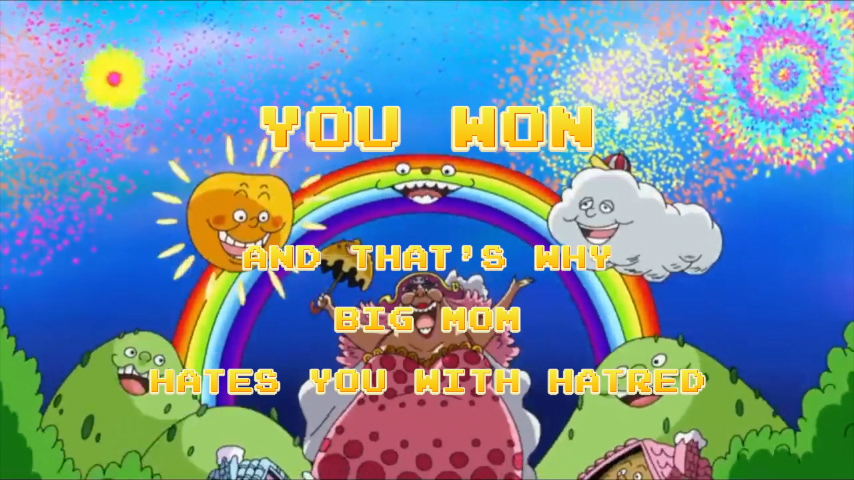 YOU WON
AND THAT'S WHY
BIG MOM
HATES YOU WITH HATRED